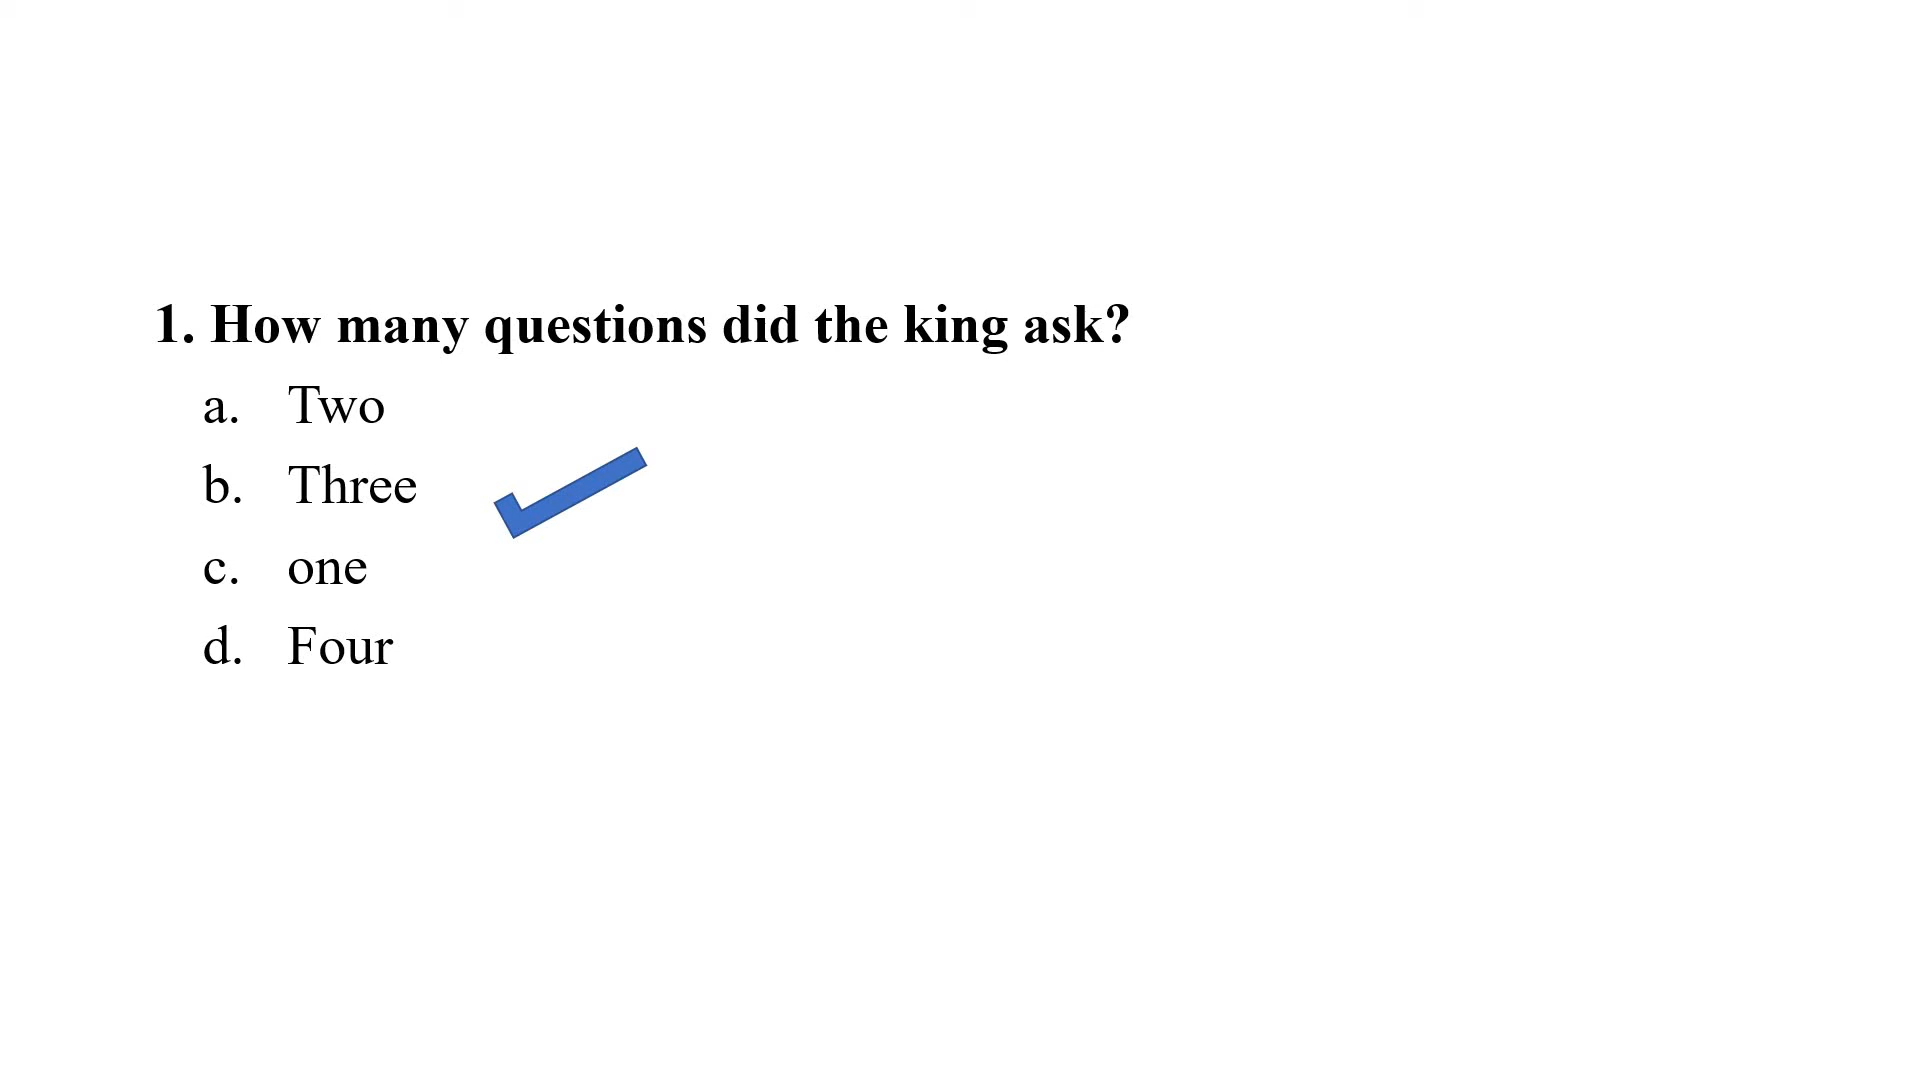 1. How many questions did the king ask?
a. Two
b. Three
c. one
d. Four